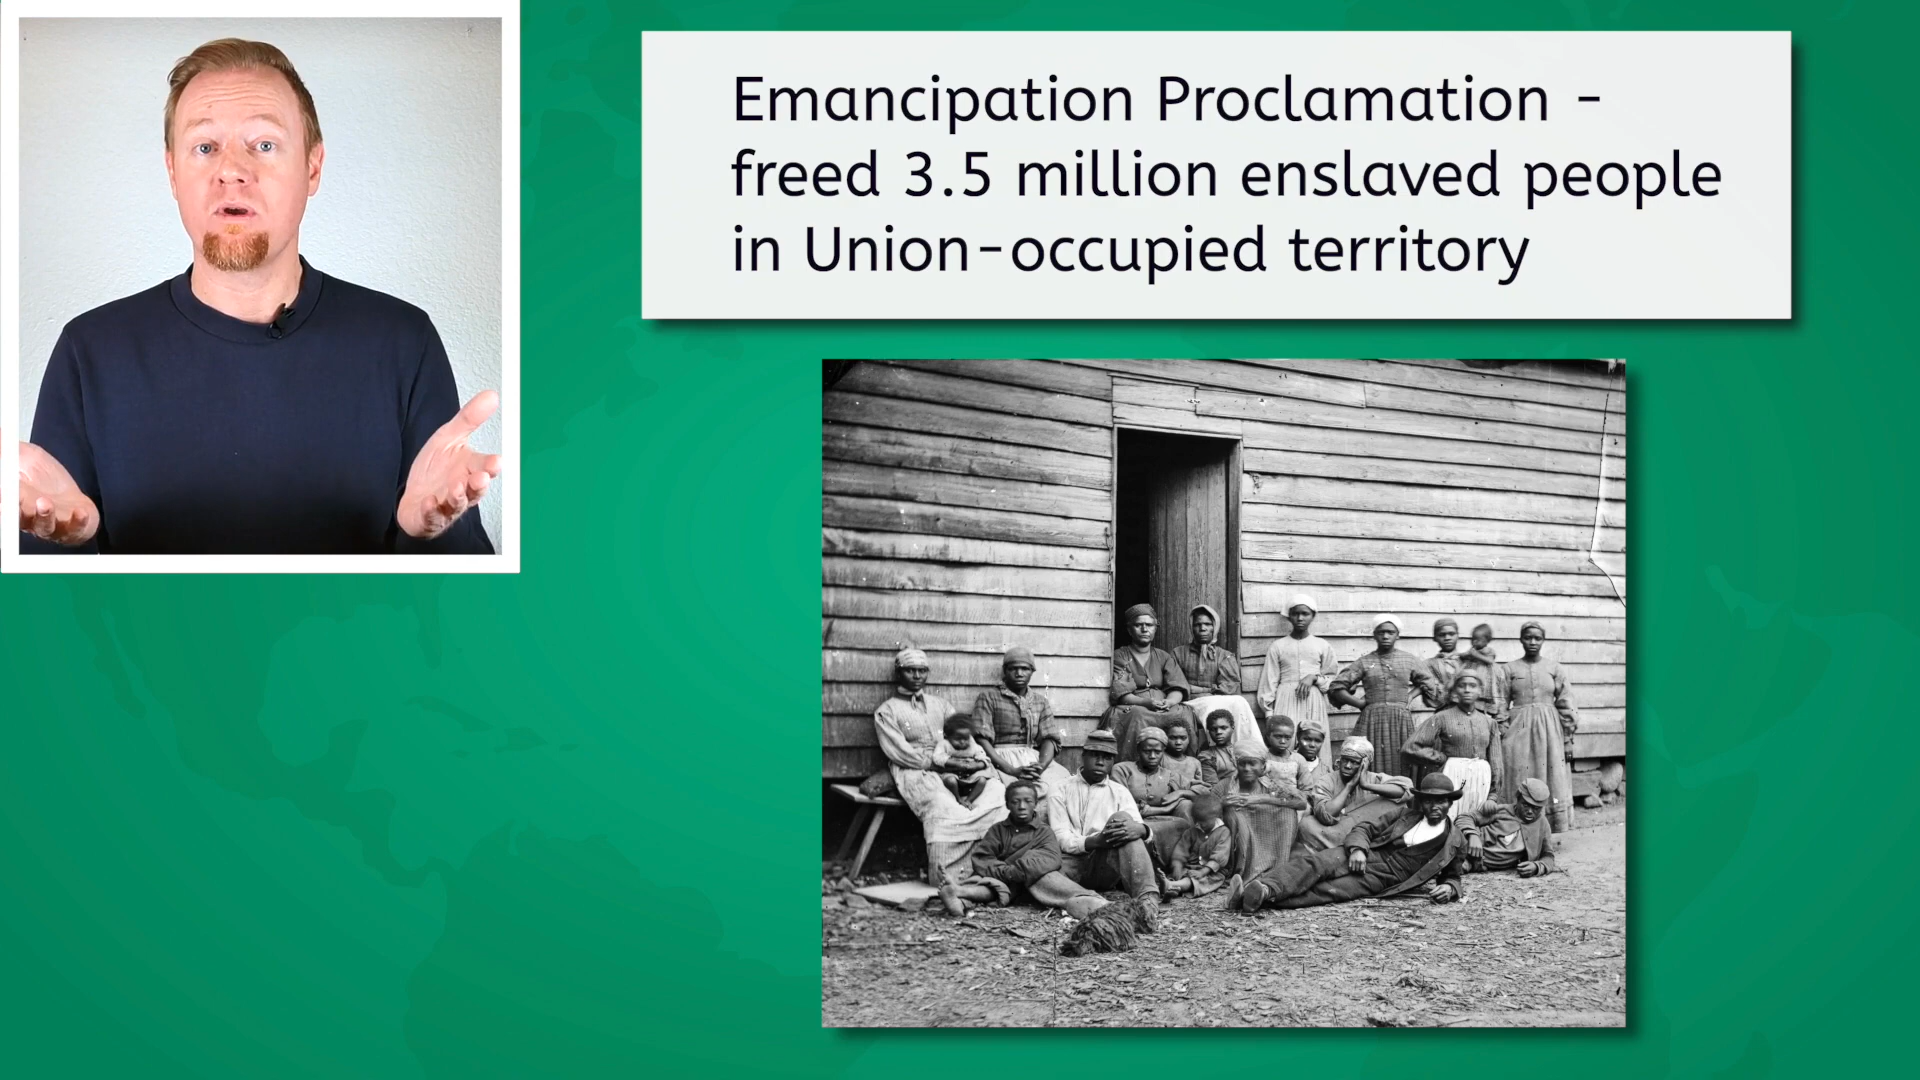 Emancipation Proclamation -
freed 3.5 million enslaved people
in Union-occupied territory